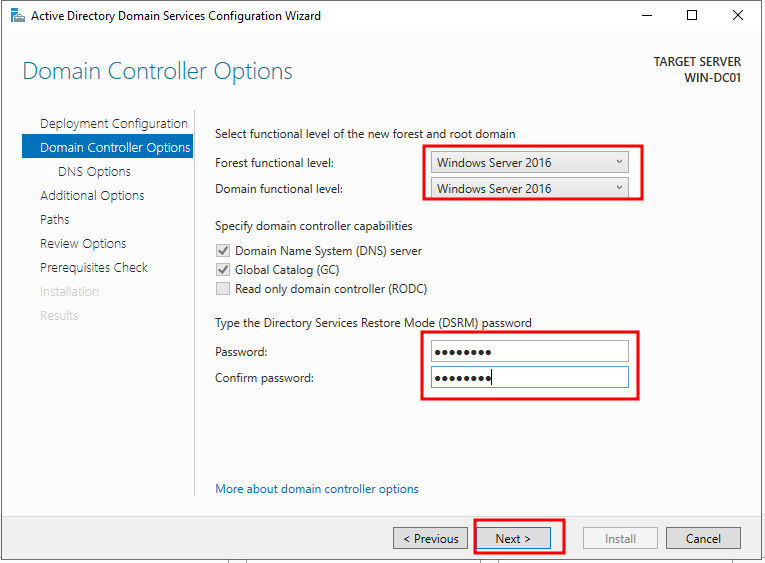 Active Directory Domain Services Configuration Wizard
Domain Controller Options
TARGET SERVER
WIN-DC01
Deployment Configuration
Domain Controller Options
DNS Options
Additional Options
Paths
Review Options
Prerequisites Check
Installation
Results
Select functional level of the new forest and root domain
Forest functional level: Windows Server 2016
Domain functional level: Windows Server 2016
Specify domain controller capabilities
Domain Name System (DNS) server
Global Catalog (GC)
Read only domain controller (RODC)
Type the Directory Services Restore Mode (DSRM) password
Password: ●●●●●●●●
Confirm password: ●●●●●●●●
More about domain controller options
< Previous Next > Install Cancel